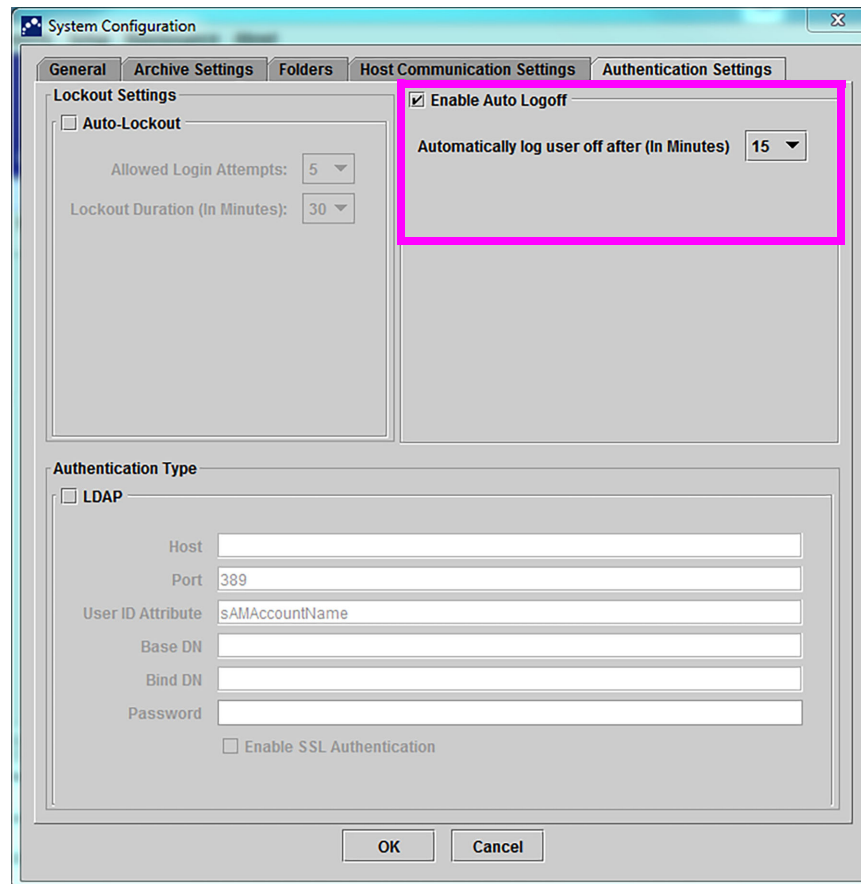 System Configuration
General Archive Settings Folders Host Communication Settings Authentication Settings
Lockout Settings
Auto-Lockout
Allowed Login Attempts: 5
Lockout Duration (In Minutes): 30
Enable Auto Logoff
Automatically log user off after (In Minutes) 15
Authentication Type
LDAP
Host
Port 389
User ID Attribute sAMAccountName
Base DN
Bind DN
Password
Enable SSL Authentication
OK Cancel